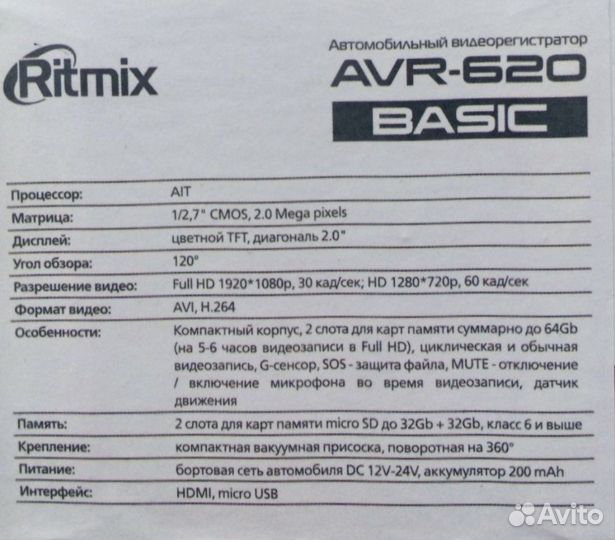 Ritmix
Автомобильный видеорегистратор
AVR-620
BASIC
Процессор: AIT
Матрица: 1/2,7" CMOS, 2.0 Mega pixels
Дисплей: цветной TFT, диагональ 2.0"
Угол обзора: 120°
Разрешение видео: Full HD 1920*1080p, 30 кад/сек; HD 1280*720p, 60 кад/сек
Формат видео: AVI, H.264
Особенности: Компактный корпус, 2 слота для карт памяти суммарно до 64Gb
(на 5-6 часов видеозаписи в Full HD), циклическая и обычная
видеозапись, G-сенсор, SOS - защита файла, MUTE - отключение
/ включение микрофона во время видеозаписи, датчик
движения
Память: 2 слота для карт памяти micro SD до 32Gb + 32Gb, класс 6 и выше
Крепление: компактная вакуумная присоска, поворотная на 360°
Питание: бортовая сеть автомобиля DC 12V-24V, аккумулятор 200 mAh
Интерфейс: HDMI, micro USB
Avito